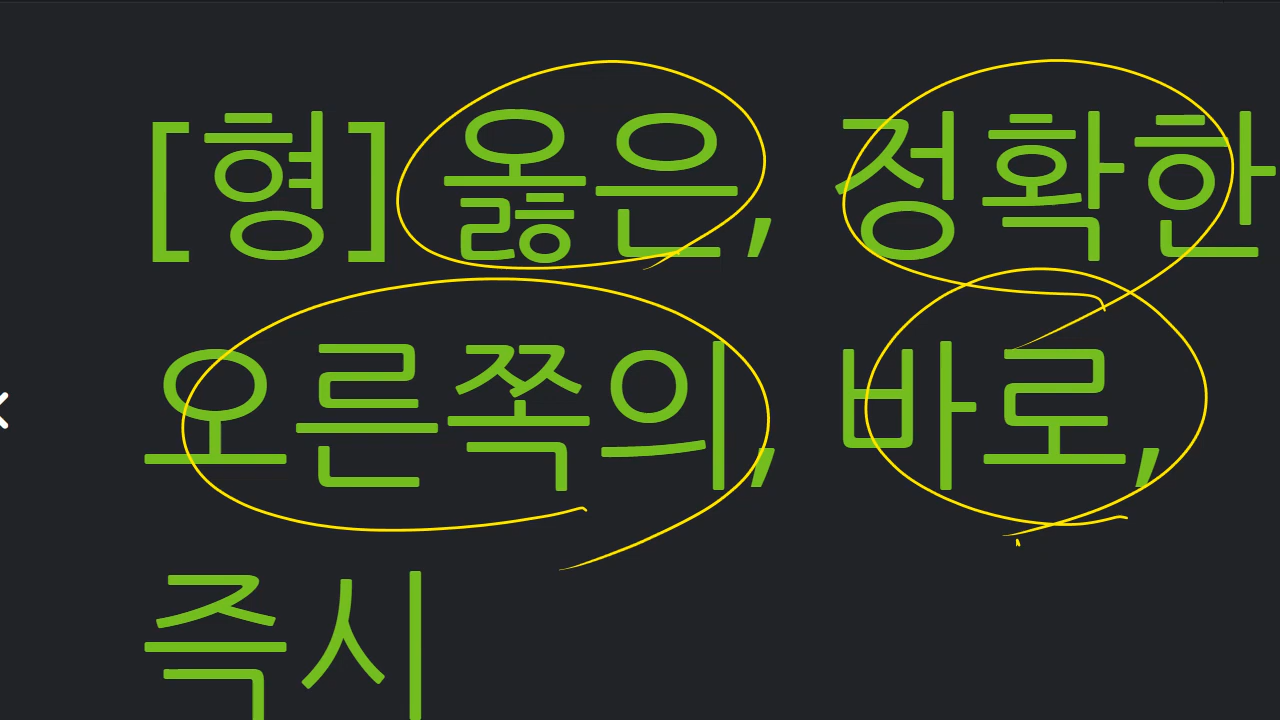 [형] 옳은, 정확한
오른쪽의, 바로,
즉시